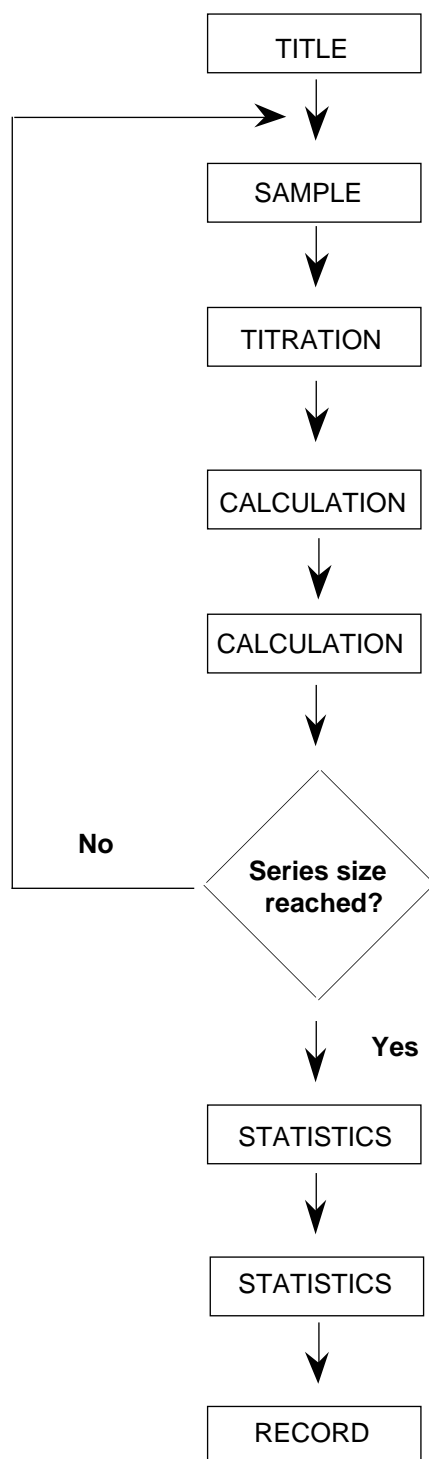 TITLE
SAMPLE
TITRATION
CALCULATION
CALCULATION
No
Series size
reached?
Yes
STATISTICS
STATISTICS
RECORD